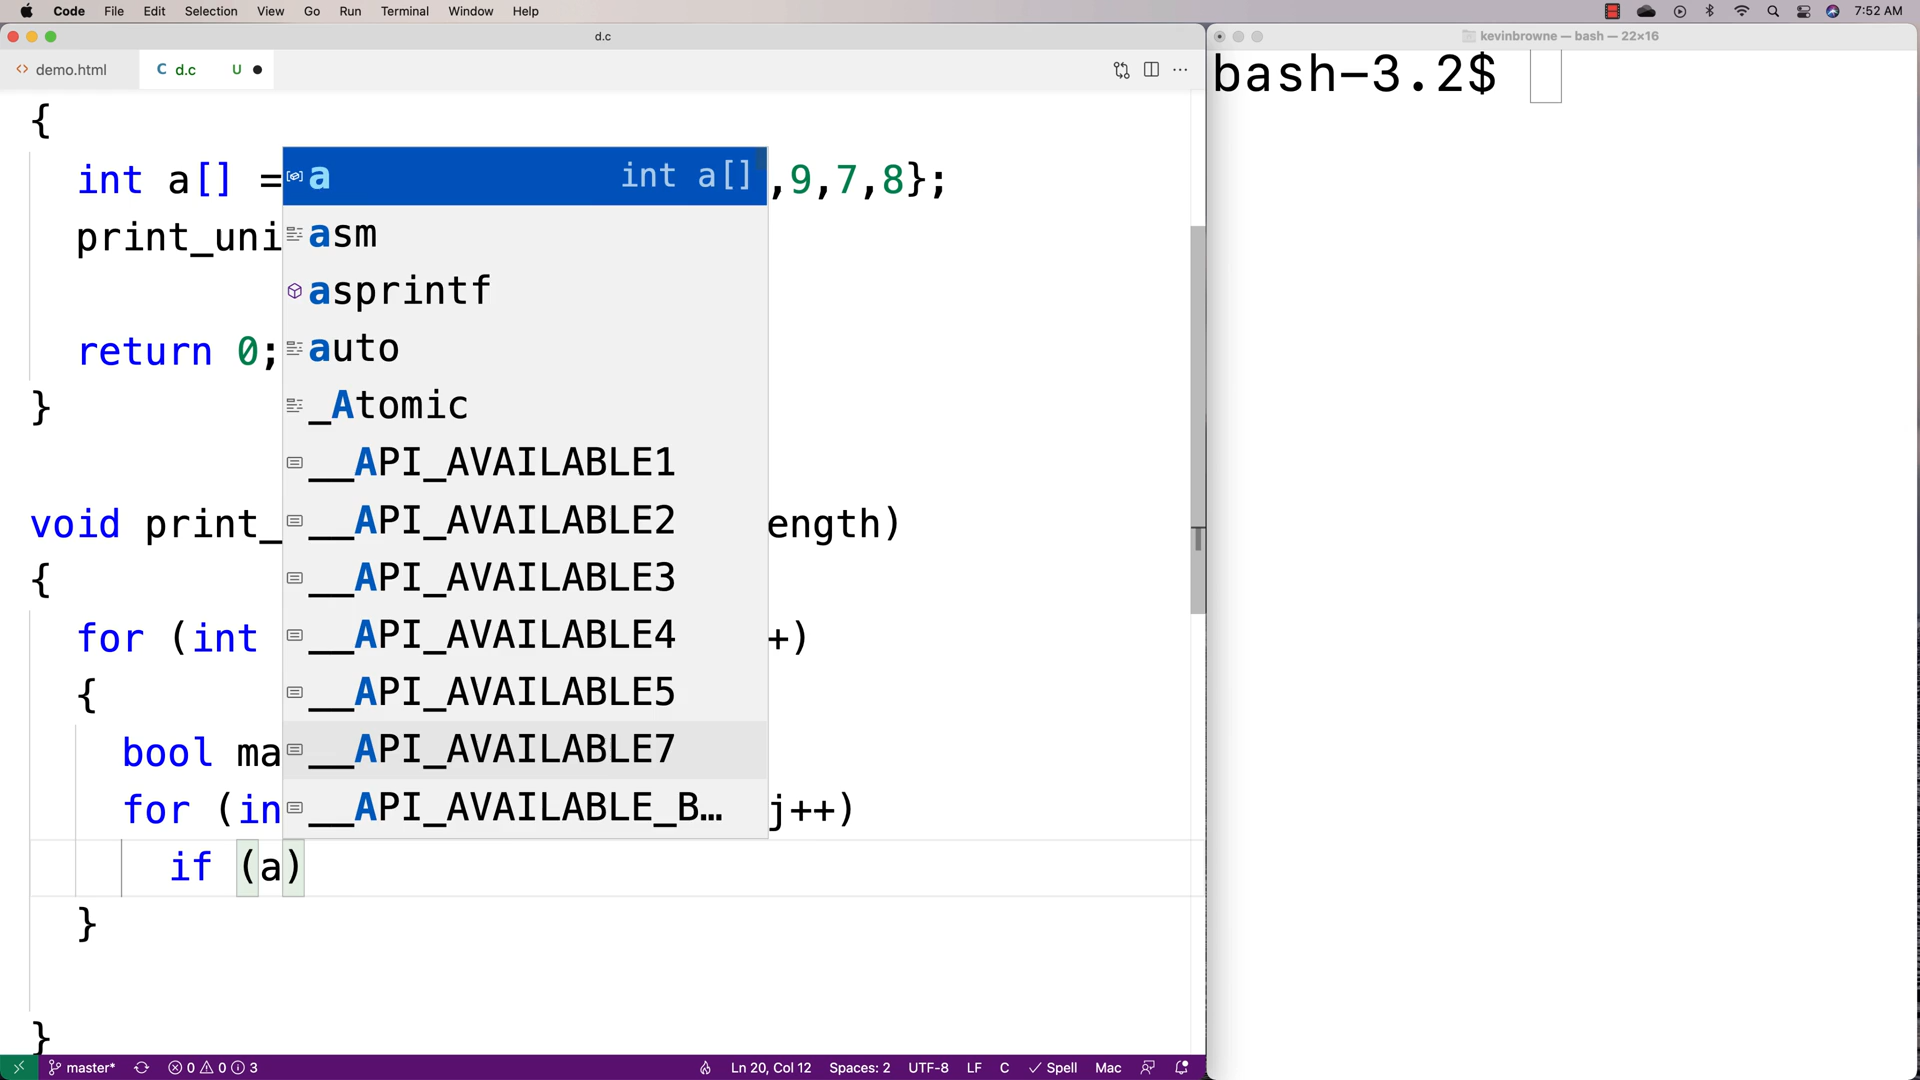 Code File Edit Selection View Go Run Terminal Window Help 7:52 AM
d.c
kevinbrowne — bash — 22×16
demo.html C d.c U
bash-3.2$
{
int a[] = ,9,7,8};
print_uni
return 0;
}
a int a[]
asm
asprintf
auto
_Atomic
__API_AVAILABLE1
__API_AVAILABLE2
__API_AVAILABLE3
__API_AVAILABLE4
__API_AVAILABLE5
__API_AVAILABLE7
__API_AVAILABLE_B…
void print_ ength)
{
for (int +)
{
bool ma
for (in j++)
if (a)
}
}
master* 0 0 3 Ln 20, Col 12 Spaces: 2 UTF-8 LF C Spell Mac